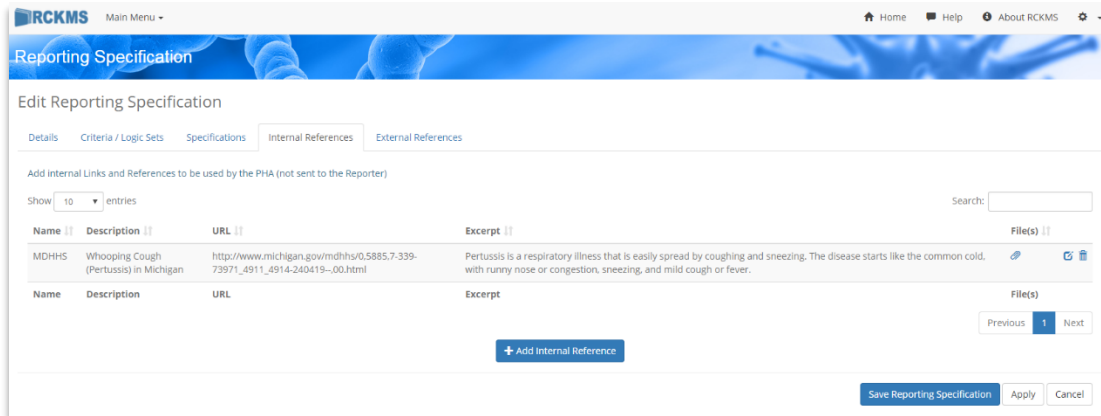 RCKMS Main Menu Home Help About RCKMS
Reporting Specification
Edit Reporting Specification
Details Criteria / Logic Sets Specifications Internal References External References
Add internal Links and References to be used by the PHA (not sent to the Reporter)
Show 10 entries Search:
Name Description URL Excerpt File(s)
MDHHS Whooping Cough http://www.michigan.gov/mdhhs/0,5885,7-339- Pertussis is a respiratory illness that is easily spread by coughing and sneezing. The disease starts like the common cold,
(Pertussis) in Michigan 73971_4911_4914-240419--,00.html with runny nose or congestion, sneezing, and mild cough or fever.
Name Description URL Excerpt File(s)
Previous 1 Next
+ Add Internal Reference
Save Reporting Specification Apply Cancel